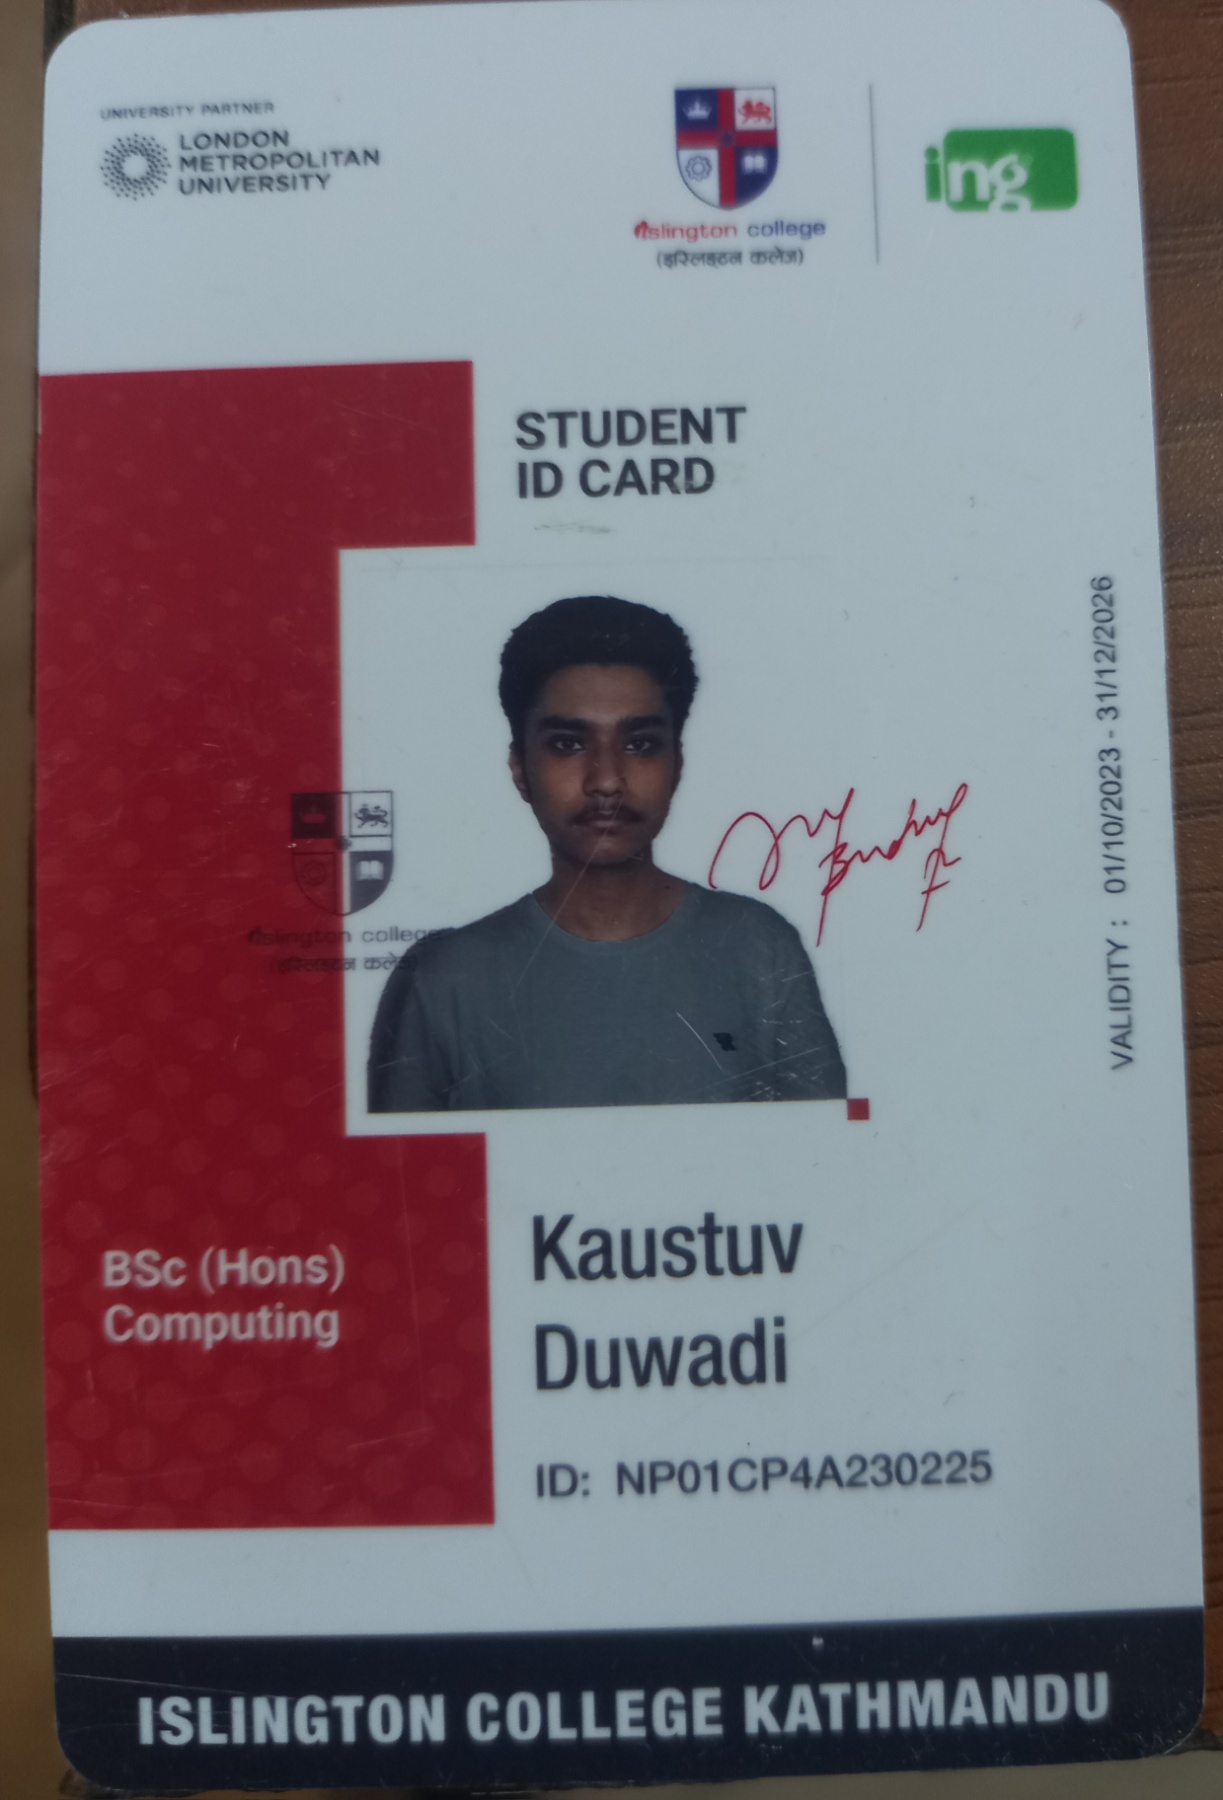 UNIVERSITY PARTNER
LONDON
METROPOLITAN
UNIVERSITY
islington college
(इस्लिङ्टन कलेज)
ing
STUDENT
ID CARD
VALIDITY : 01/10/2023 - 31/12/2026
islington college
(इस्लिङ्टन कलेज)
BSc (Hons)
Computing
Kaustuv
Duwadi
ID: NP01CP4A230225
ISLINGTON COLLEGE KATHMANDU